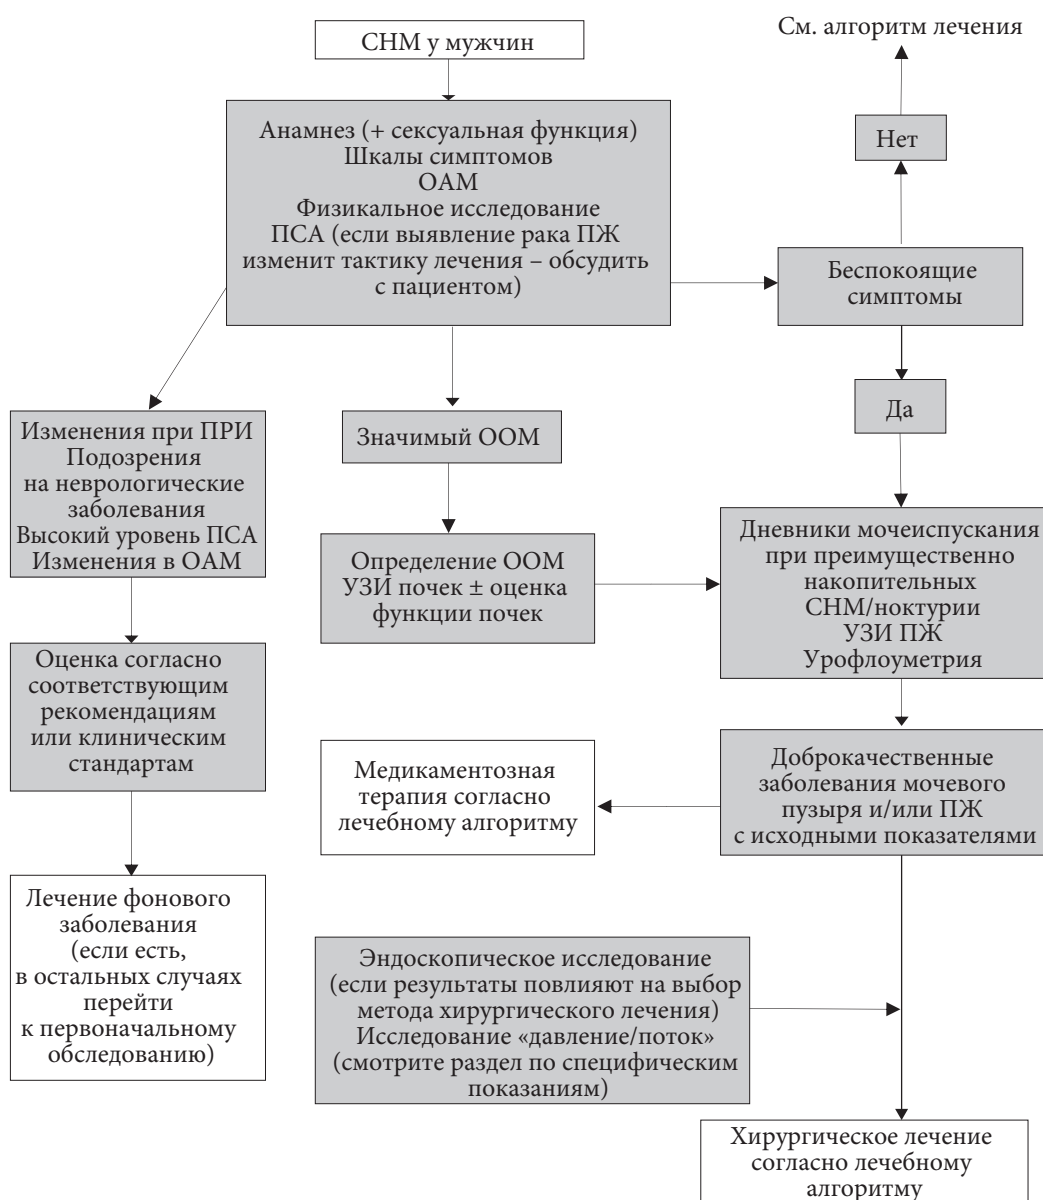 СНМ у мужчин
См. алгоритм лечения
Анамнез (+ сексуальная функция)
Шкалы симптомов
ОАМ
Физикальное исследование
ПСА (если выявление рака ПЖ
изменит тактику лечения – обсудить
с пациентом)
Нет
Беспокоящие
симптомы
Да
Изменения при ПРИ
Подозрения
на неврологические
заболевания
Высокий уровень ПСА
Изменения в ОАМ
Значимый ООМ
Определение ООМ
УЗИ почек ± оценка
функции почек
Дневники мочеиспускания
при преимущественно
накопительных
СНМ/ноктурии
УЗИ ПЖ
Урофлоуметрия
Оценка согласно
соответствующим
рекомендациям
или клиническим
стандартам
Медикаментозная
терапия согласно
лечебному алгоритму
Доброкачественные
заболевания мочевого
пузыря и/или ПЖ
с исходными показателями
Лечение фонового
заболевания
(если есть,
в остальных случаях
перейти
к первоначальному
обследованию)
Эндоскопическое исследование
(если результаты повлияют на выбор
метода хирургического лечения)
Исследование «давление/поток»
(смотрите раздел по специфическим
показаниям)
Хирургическое лечение
согласно лечебному
алгоритму